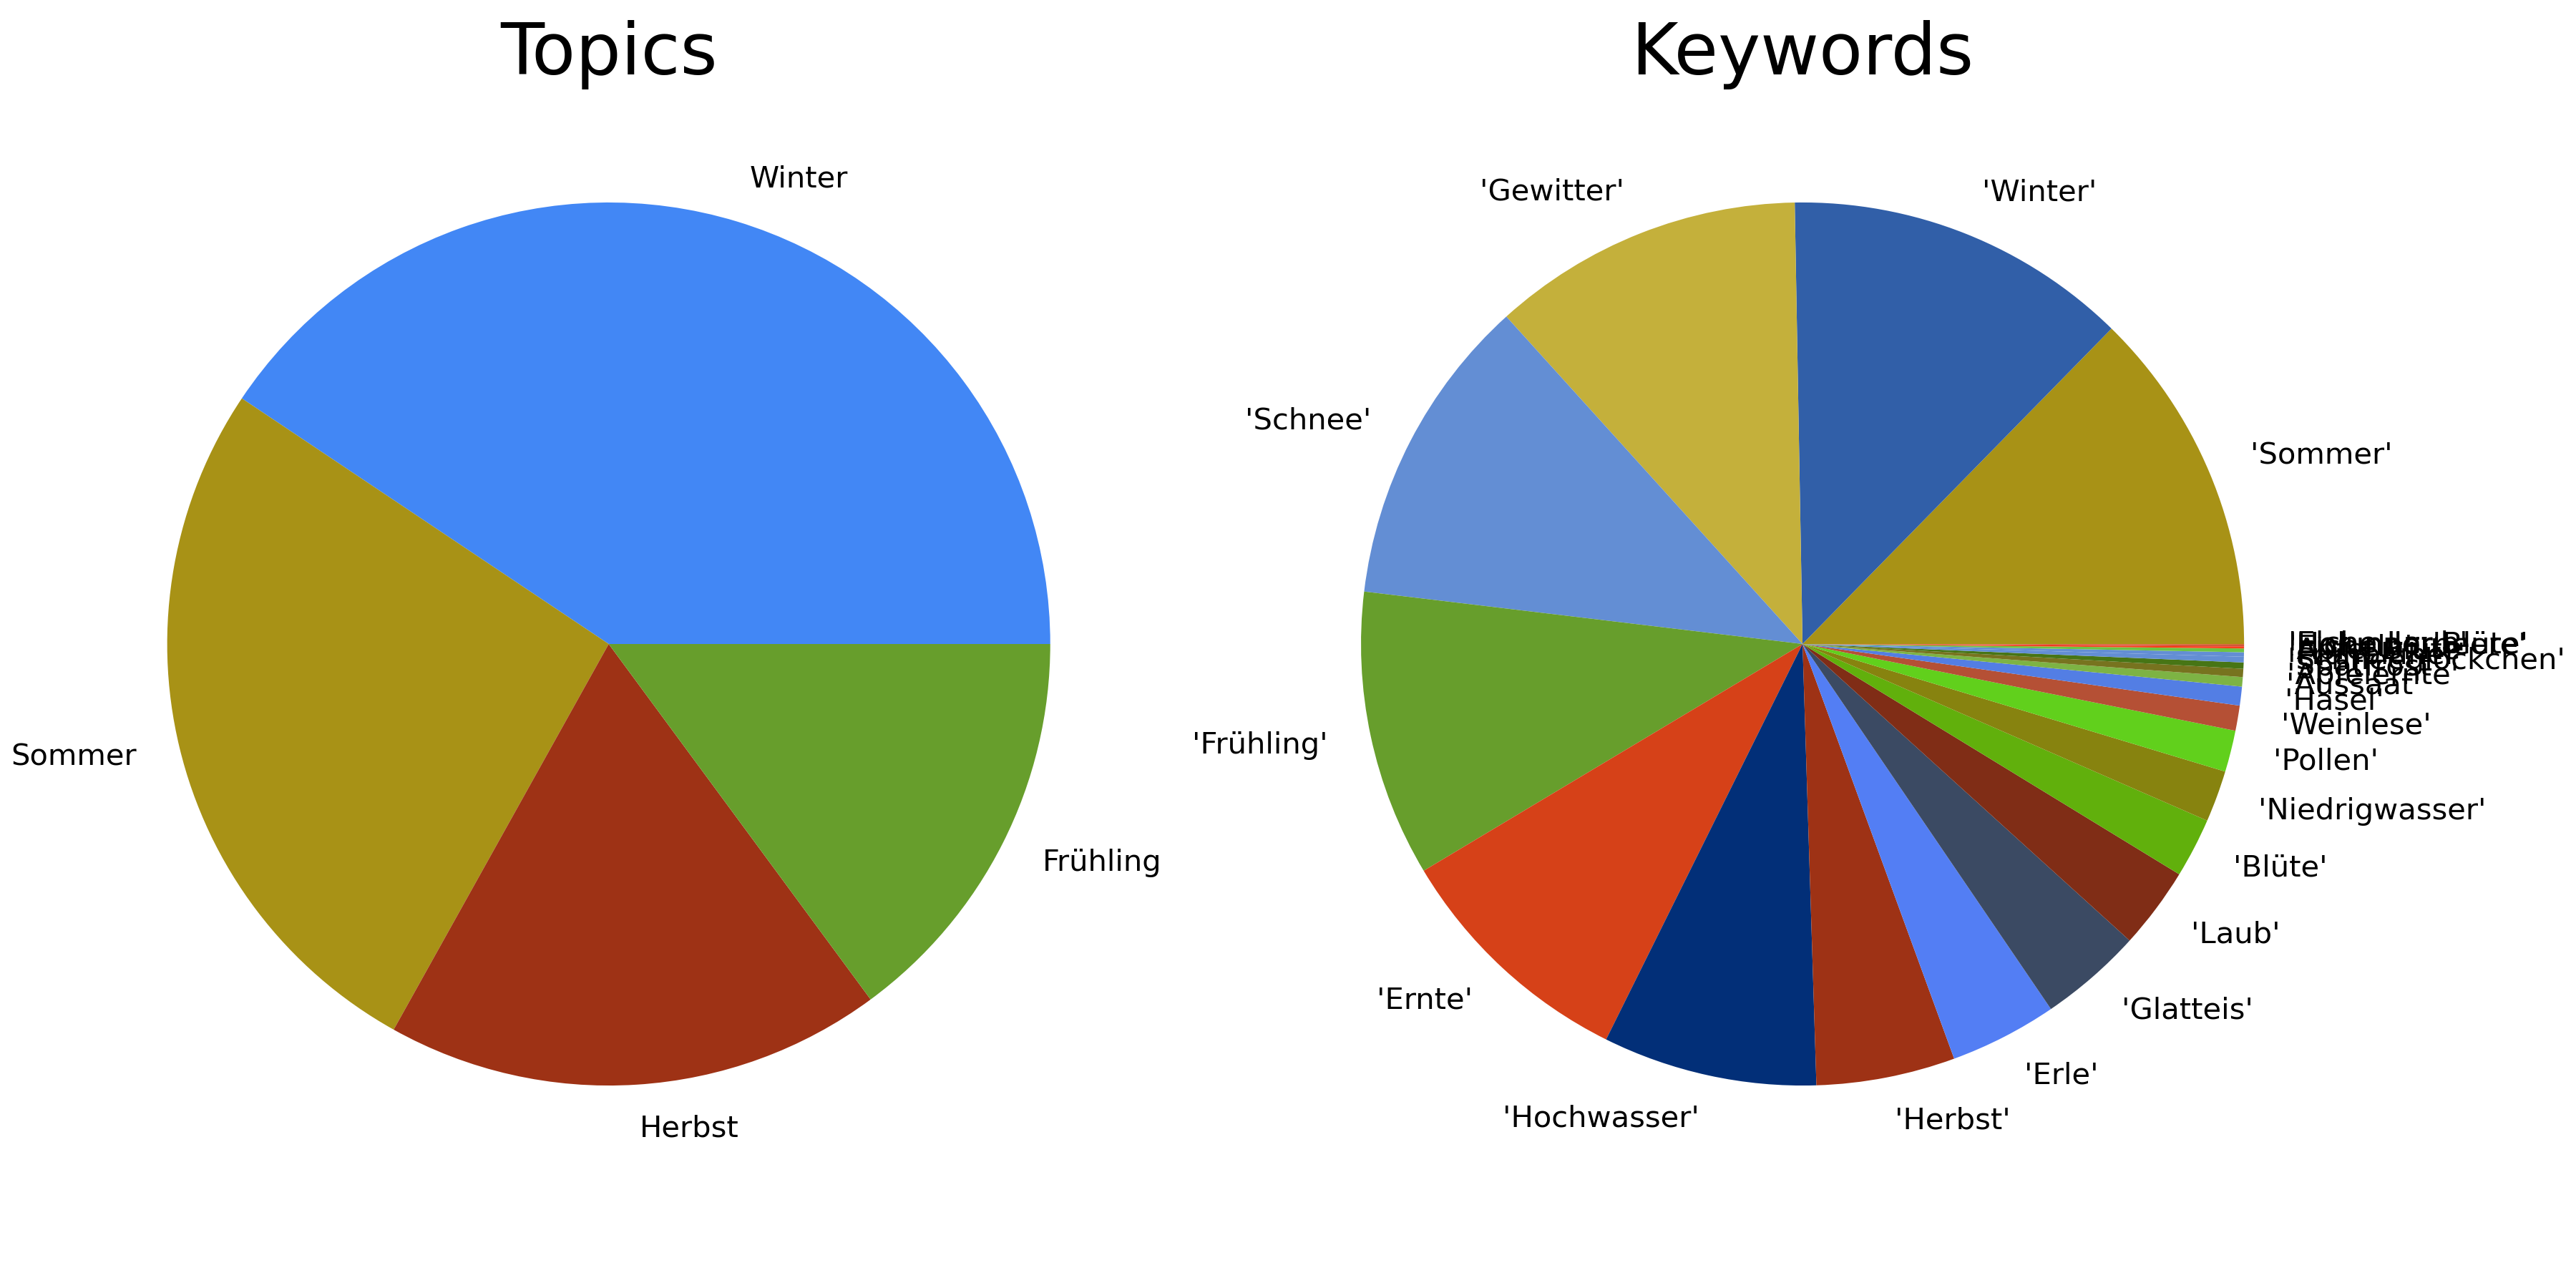 Topics
Winter
Sommer
Herbst
Frühling
Keywords
'Sommer'
'Winter'
'Gewitter'
'Schnee'
'Frühling'
'Ernte'
'Hochwasser'
'Herbst'
'Erle'
'Glatteis'
'Laub'
'Blüte'
'Niedrigwasser'
'Pollen'
'Weinlese'
'Hasel'
'Aussaat'
'Apfelernte'